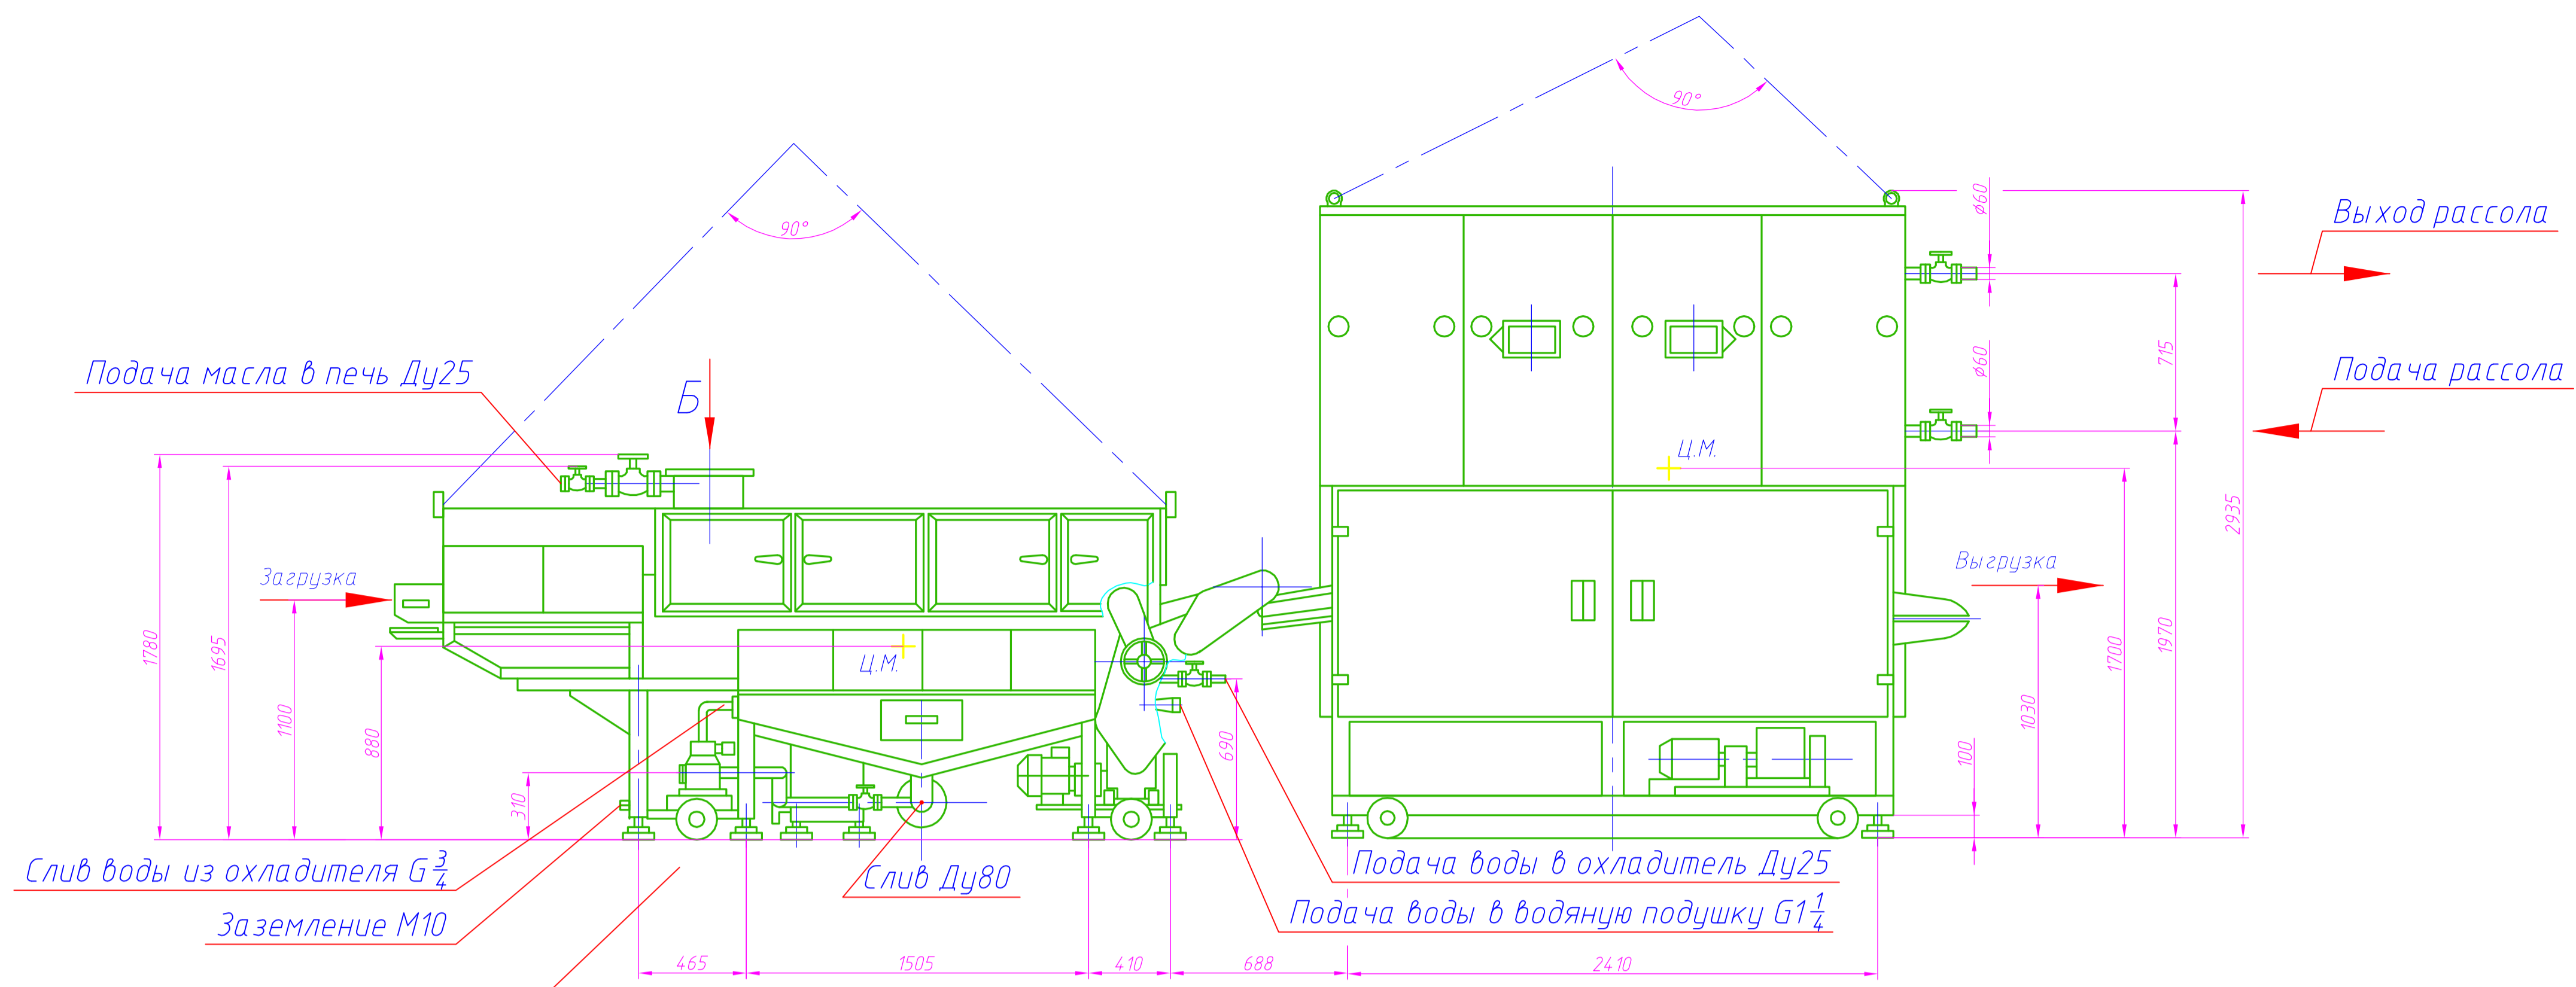 90°
90°
⌀60
Выход рассола
Подача масла в печь Ду25
Б
⌀60
715
Подача рассола
Ц.М.
2935
Загрузка
Выгрузка
1780
1695
1100
880
310
Ц.М.
690
1030
1700
1970
100
Слив воды из охладителя G 3/4
Слив Ду80
Подача воды в охладитель Ду25
Заземление М10
Подача воды в водяную подушку G1 1/4
465
1505
410
688
2410